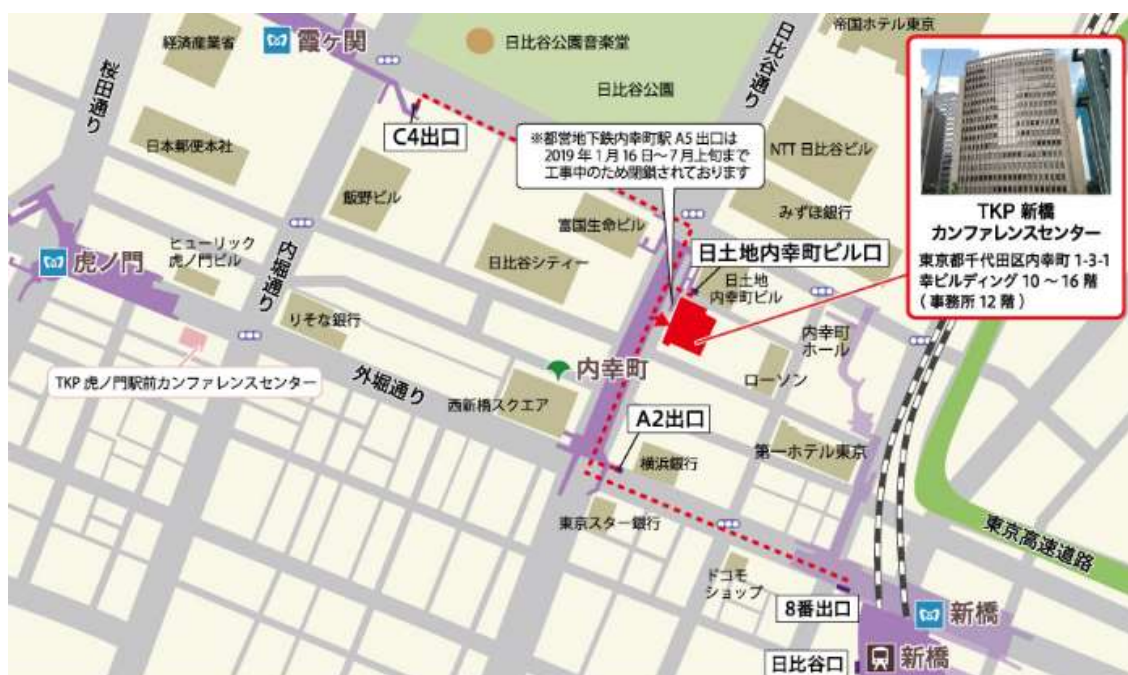 経済産業省
霞ヶ関
日比谷公園音楽堂
日比谷通り
帝国ホテル東京
桜田通り
日比谷公園
C4出口
※都営地下鉄内幸町駅 A5 出口は
2019 年 1 月 16 日~7 月上旬まで
工事中のため閉鎖されております
NTT 日比谷ビル
日本郵便本社
飯野ビル
みずほ銀行
TKP 新橋
カンファレンスセンター
東京都千代田区内幸町 1-3-1
幸ビルディング 10 ~ 16 階
( 事務所 12 階 )
富国生命ビル
虎ノ門
ヒューリック
虎ノ門ビル
内堀通り
日比谷シティー
日土地内幸町ビル口
日土地
内幸町ビル
りそな銀行
内幸町
ホール
TKP 虎ノ門駅前カンファレンスセンター
外堀通り
内幸町
ローソン
西新橋スクエア
A2出口
横浜銀行
第一ホテル東京
東京スター銀行
東京高速道路
ドコモ
ショップ
8番出口
新橋
日比谷口
新橋